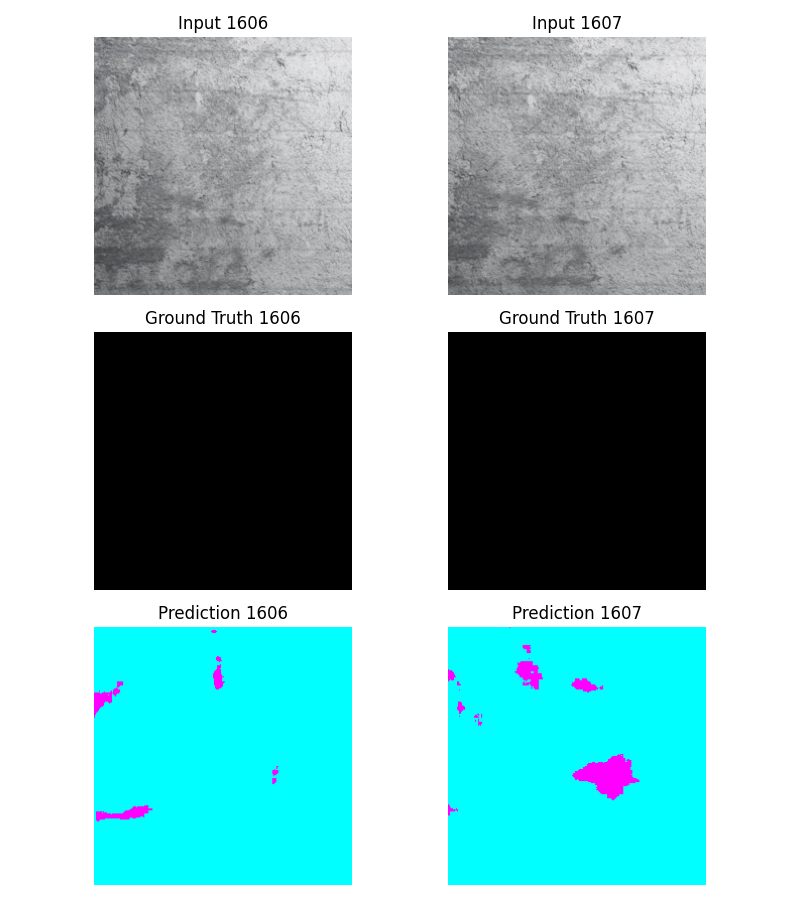 Input 1606
Input 1607
Ground Truth 1606
Ground Truth 1607
Prediction 1606
Prediction 1607